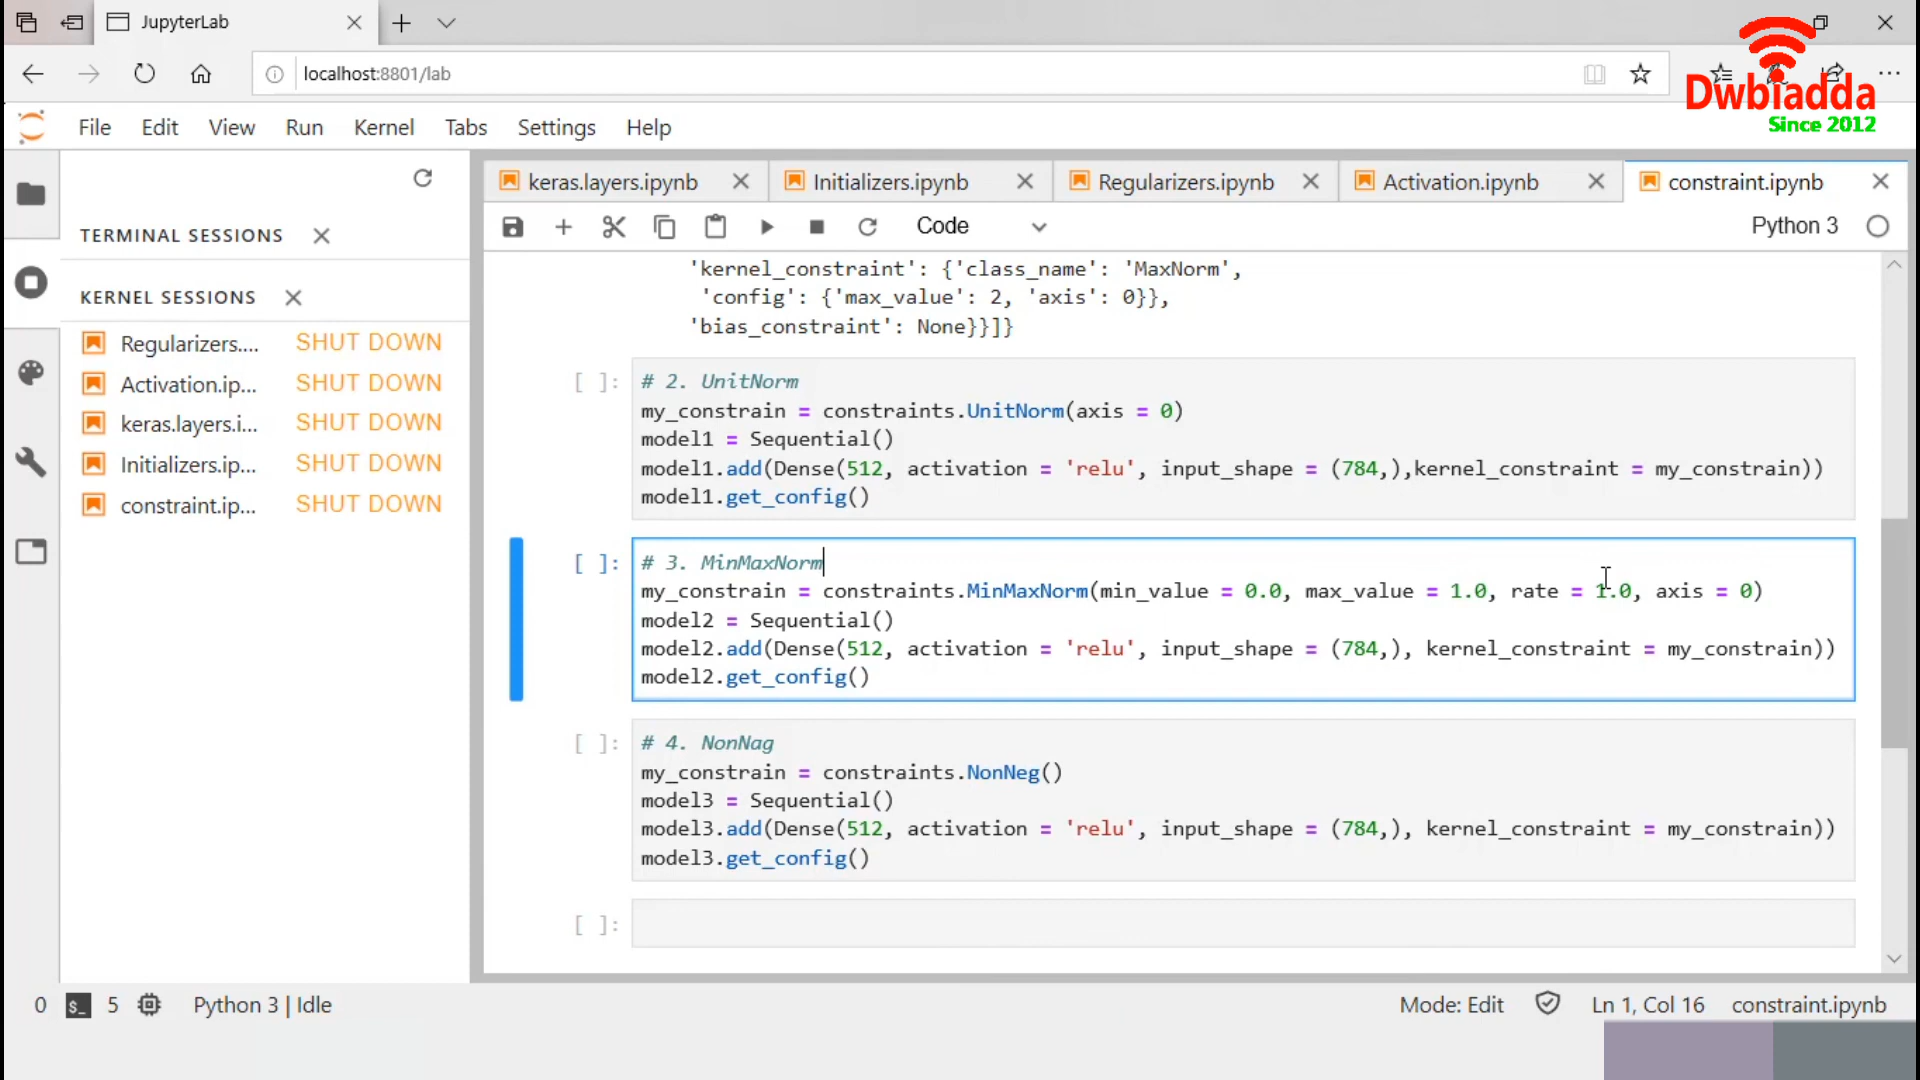 JupyterLab
localhost:8801/lab
Dwbiadda
Since 2012
File Edit View Run Kernel Tabs Settings Help
keras.layers.ipynb Initializers.ipynb Regularizers.ipynb Activation.ipynb constraint.ipynb
Code Python 3
TERMINAL SESSIONS
KERNEL SESSIONS
Regularizers.... SHUT DOWN
Activation.ip... SHUT DOWN
keras.layers.i... SHUT DOWN
Initializers.ip... SHUT DOWN
constraint.ip... SHUT DOWN
'kernel_constraint': {'class_name': 'MaxNorm',
'config': {'max_value': 2, 'axis': 0}},
'bias_constraint': None}}]}
[ ]: # 2. UnitNorm
my_constrain = constraints.UnitNorm(axis = 0)
model1 = Sequential()
model1.add(Dense(512, activation = 'relu', input_shape = (784,),kernel_constraint = my_constrain))
model1.get_config()
[ ]: # 3. MinMaxNorm
my_constrain = constraints.MinMaxNorm(min_value = 0.0, max_value = 1.0, rate = 1.0, axis = 0)
model2 = Sequential()
model2.add(Dense(512, activation = 'relu', input_shape = (784,), kernel_constraint = my_constrain))
model2.get_config()
[ ]: # 4. NonNag
my_constrain = constraints.NonNeg()
model3 = Sequential()
model3.add(Dense(512, activation = 'relu', input_shape = (784,), kernel_constraint = my_constrain))
model3.get_config()
[ ]:
0 $_ 5 Python 3 | Idle Mode: Edit Ln 1, Col 16 constraint.ipynb